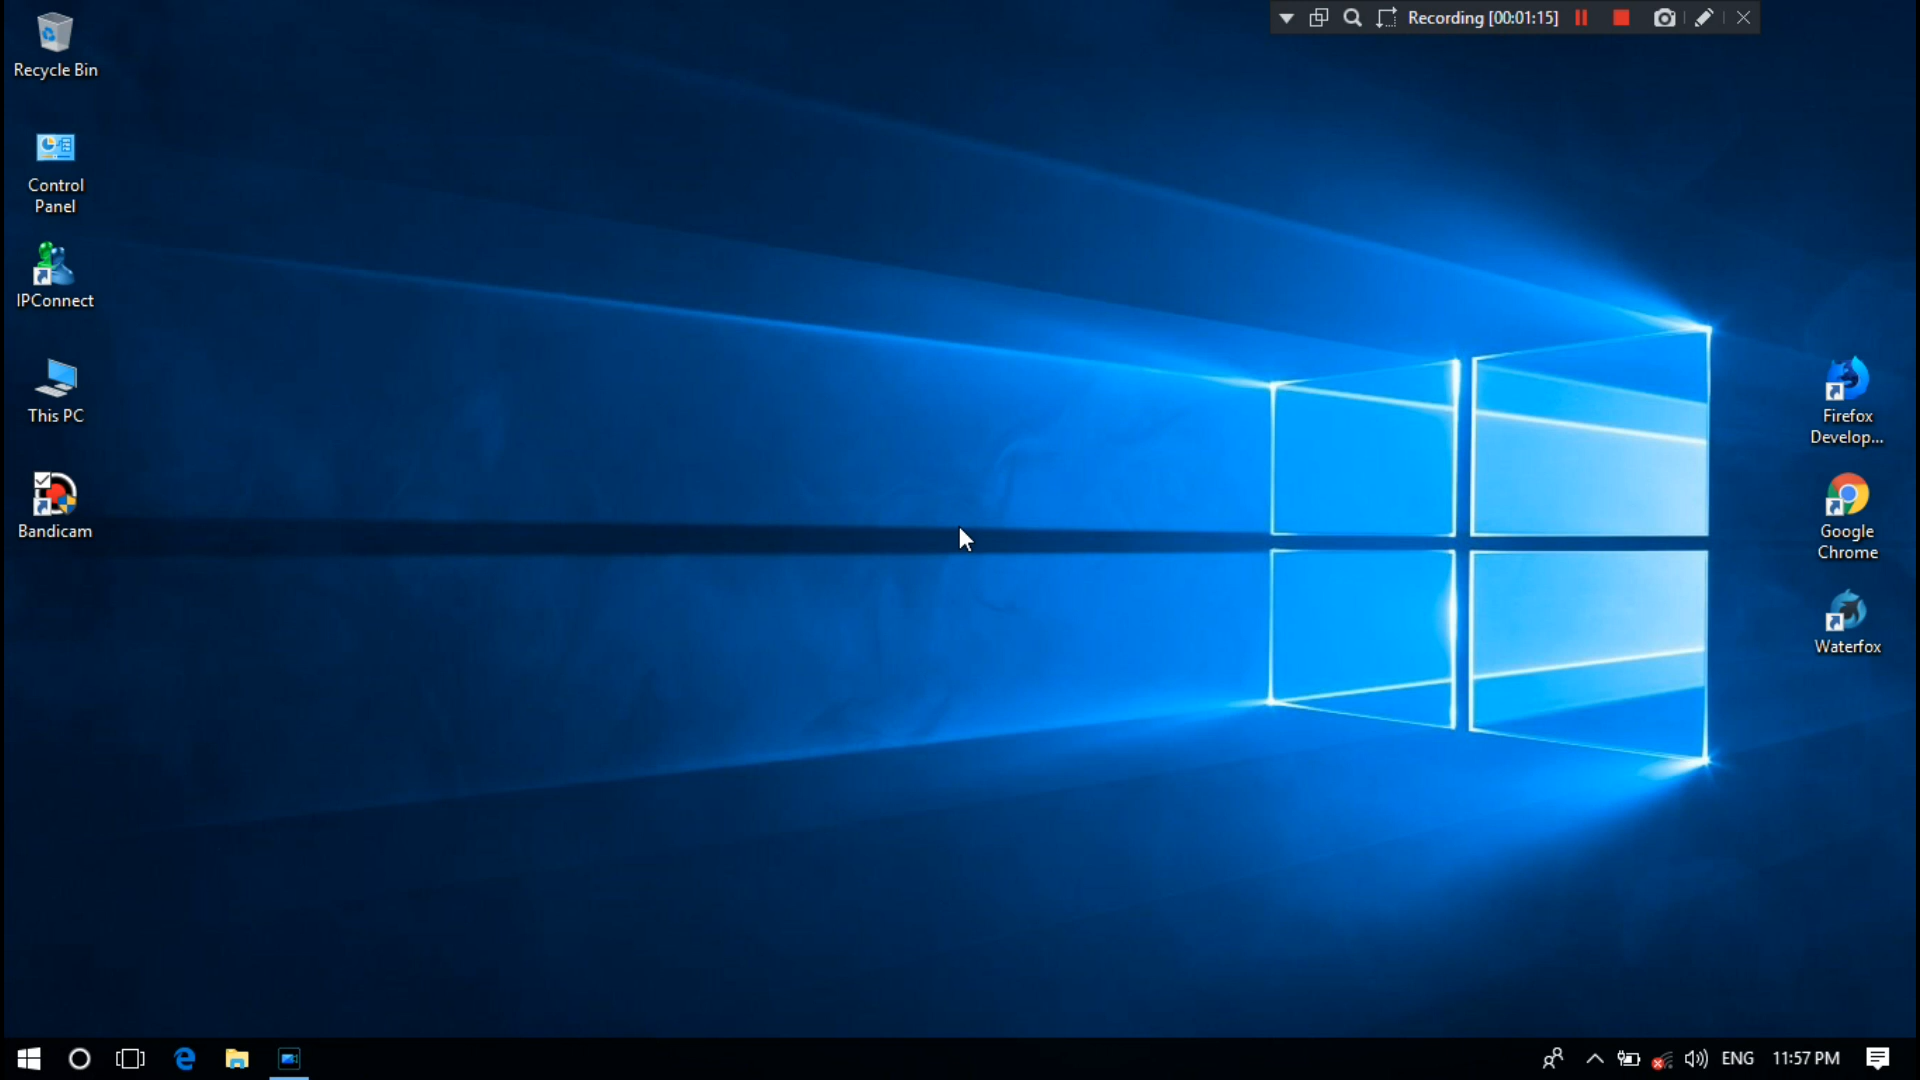 Recording [00:01:15]
Recycle Bin
Control
Panel
IPConnect
This PC
Bandicam
Firefox
Develop...
Google
Chrome
Waterfox
ENG
11:57 PM